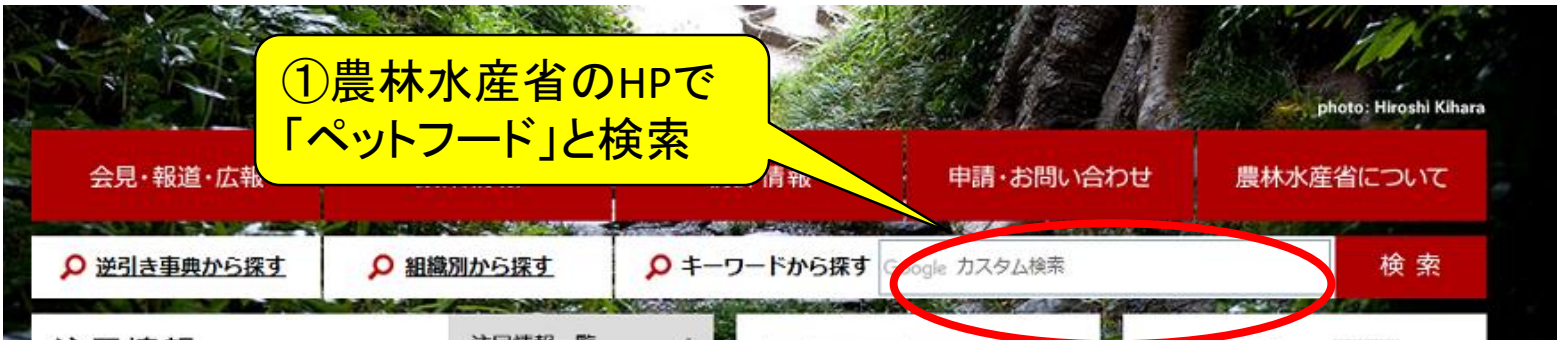 ①農林水産省のHPで
「ペットフード」と検索
photo: Hiroshi Kihara
会見・報道・広報 情報 申請・お問い合わせ 農林水産省について
逆引き事典から探す 組織別から探す キーワードから探す Google カスタム検索 検 索